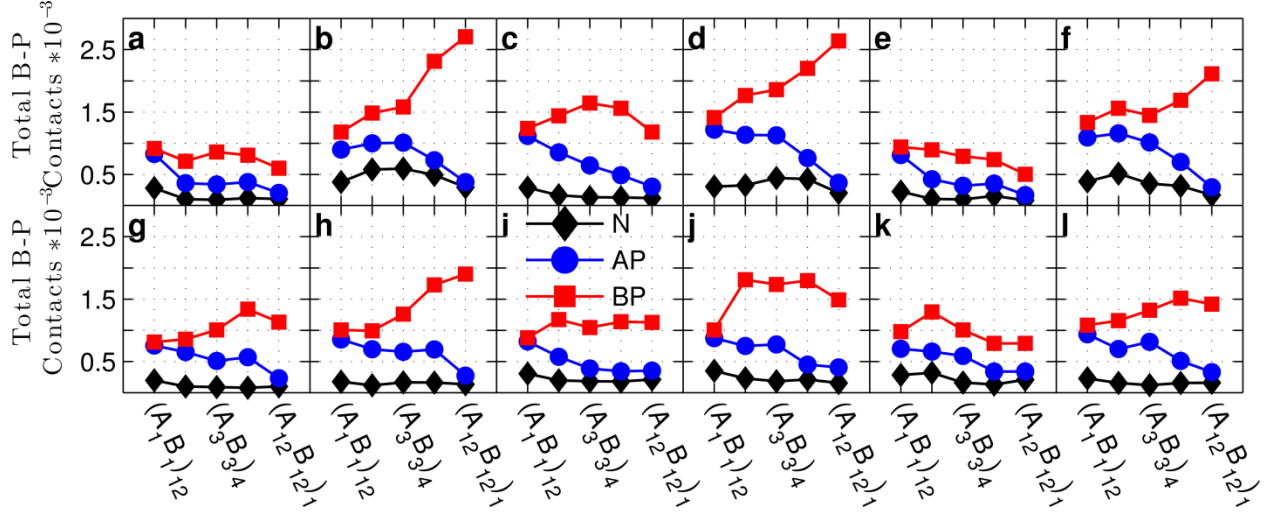 Total B-P
Contacts *10⁻³
2.5
1.5
0.5
a
b
c
d
e
f
Total B-P
Contacts *10⁻³
2.5
1.5
0.5
g
h
i
j
k
l
N
AP
BP
(A₁B₁)₁₂
(A₃B₃)₄
(A₁₂B₁₂)₁
(A₁B₁)₁₂
(A₃B₃)₄
(A₁₂B₁₂)₁
(A₁B₁)₁₂
(A₃B₃)₄
(A₁₂B₁₂)₁
(A₁B₁)₁₂
(A₃B₃)₄
(A₁₂B₁₂)₁
(A₁B₁)₁₂
(A₃B₃)₄
(A₁₂B₁₂)₁
(A₁B₁)₁₂
(A₃B₃)₄
(A₁₂B₁₂)₁